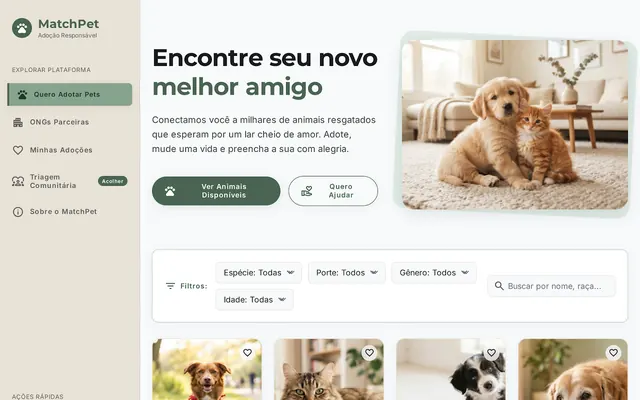 MatchPet
Adoção Responsável
EXPLORAR PLATAFORMA
Quero Adotar Pets
ONGs Parceiras
Minhas Adoções
Triagem
Comunitária
Acolher
Sobre o MatchPet
AÇÕES RÁPIDAS
Encontre seu novo
melhor amigo
Conectamos você a milhares de animais resgatados
que esperam por um lar cheio de amor. Adote,
mude uma vida e preencha a sua com alegria.
Ver Animais
Disponíveis
Quero
Ajudar
Filtros:
Espécie: Todas
Porte: Todos
Gênero: Todos
Idade: Todas
Buscar por nome, raça...